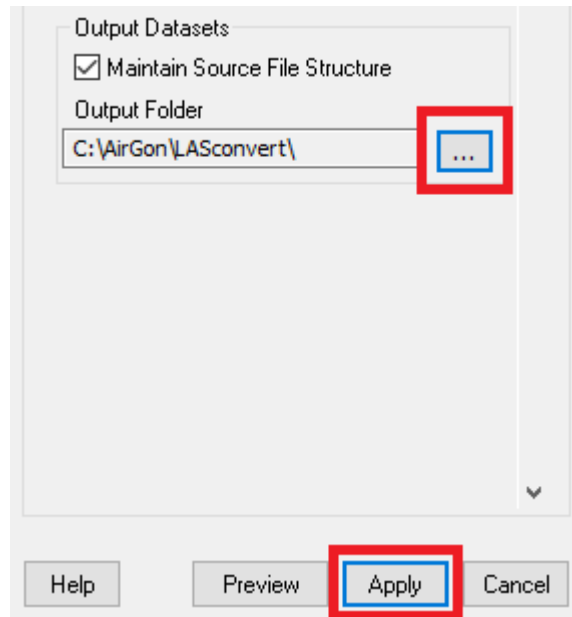 Output Datasets
Maintain Source File Structure
Output Folder
C:\AirGon\LASconvert\ ...
Help Preview Apply Cancel